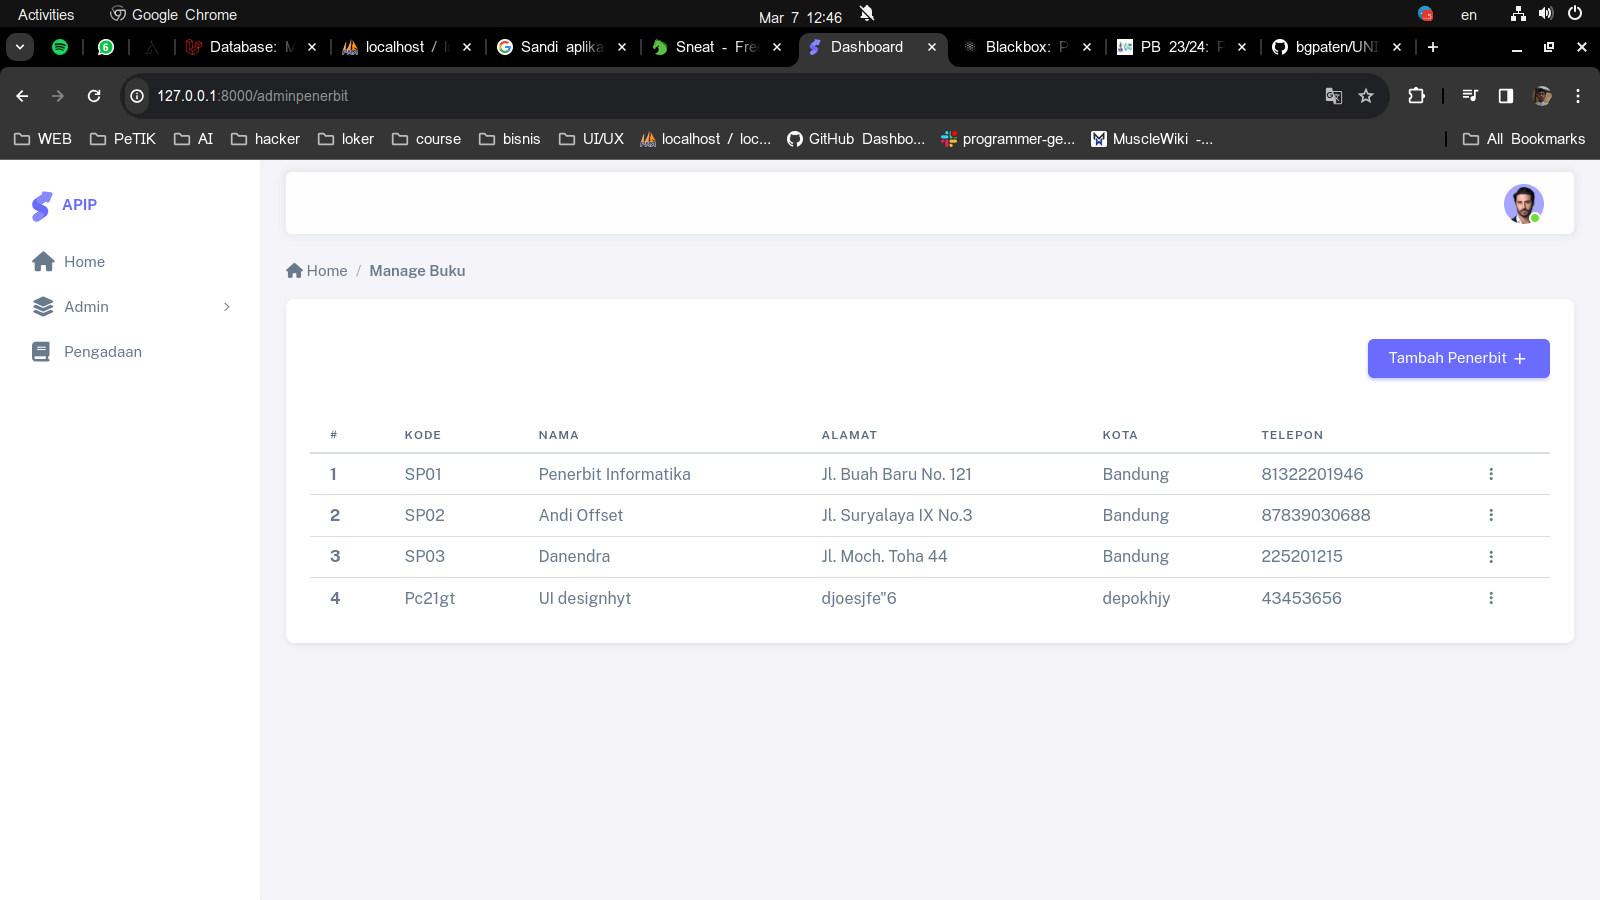 Activities Google Chrome Mar 7 12:46 en
6 Database: M localhost / lo Sandi aplika Sneat - Free Dashboard Blackbox: P PB 23/24: P bgpaten/UNI
127.0.0.1:8000/adminpenerbit
WEB PeTIK AI hacker loker course bisnis UI/UX localhost / loc... GitHub Dashbo... programmer-ge... MuscleWiki -... All Bookmarks
APIP
Home
Admin
Pengadaan
Home / Manage Buku
Tambah Penerbit +
# KODE NAMA ALAMAT KOTA TELEPON
1 SP01 Penerbit Informatika Jl. Buah Baru No. 121 Bandung 81322201946
2 SP02 Andi Offset Jl. Suryalaya IX No.3 Bandung 87839030688
3 SP03 Danendra Jl. Moch. Toha 44 Bandung 225201215
4 Pc21gt UI designhyt djoesjfe"6 depokhjy 43453656